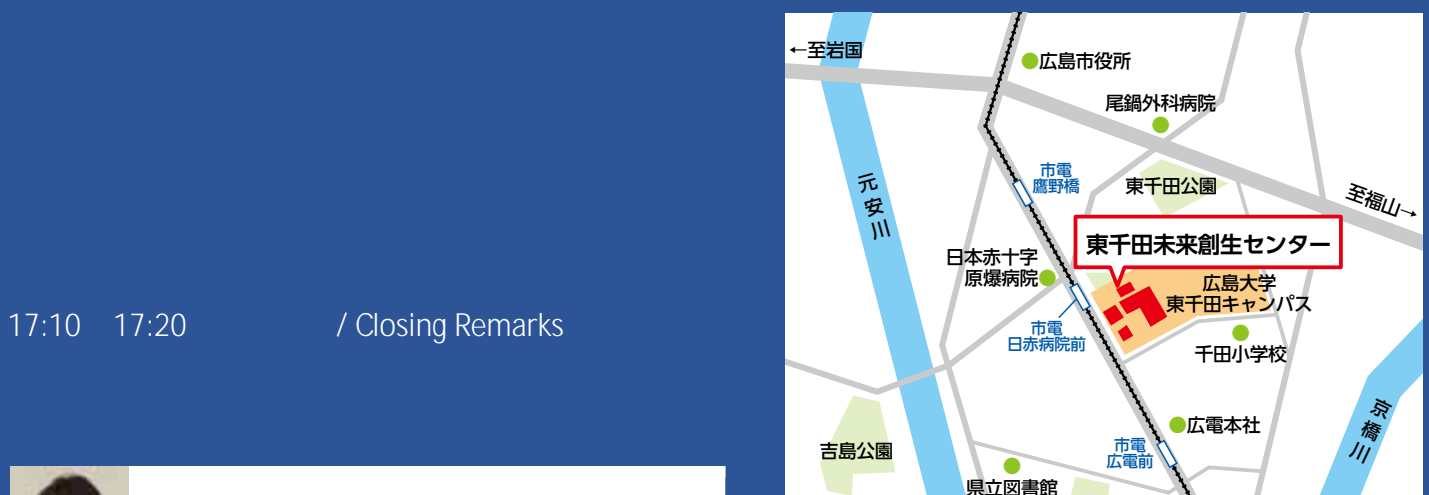 17:10 17:20 / Closing Remarks
←至岩国
広島市役所
尾鍋外科病院
市電
鷹野橋
東千田公園
至福山→
元安川
東千田未来創生センター
日本赤十字
原爆病院
広島大学
東千田キャンパス
市電
日赤病院前
千田小学校
京橋川
広電本社
市電
広電前
吉島公園
県立図書館